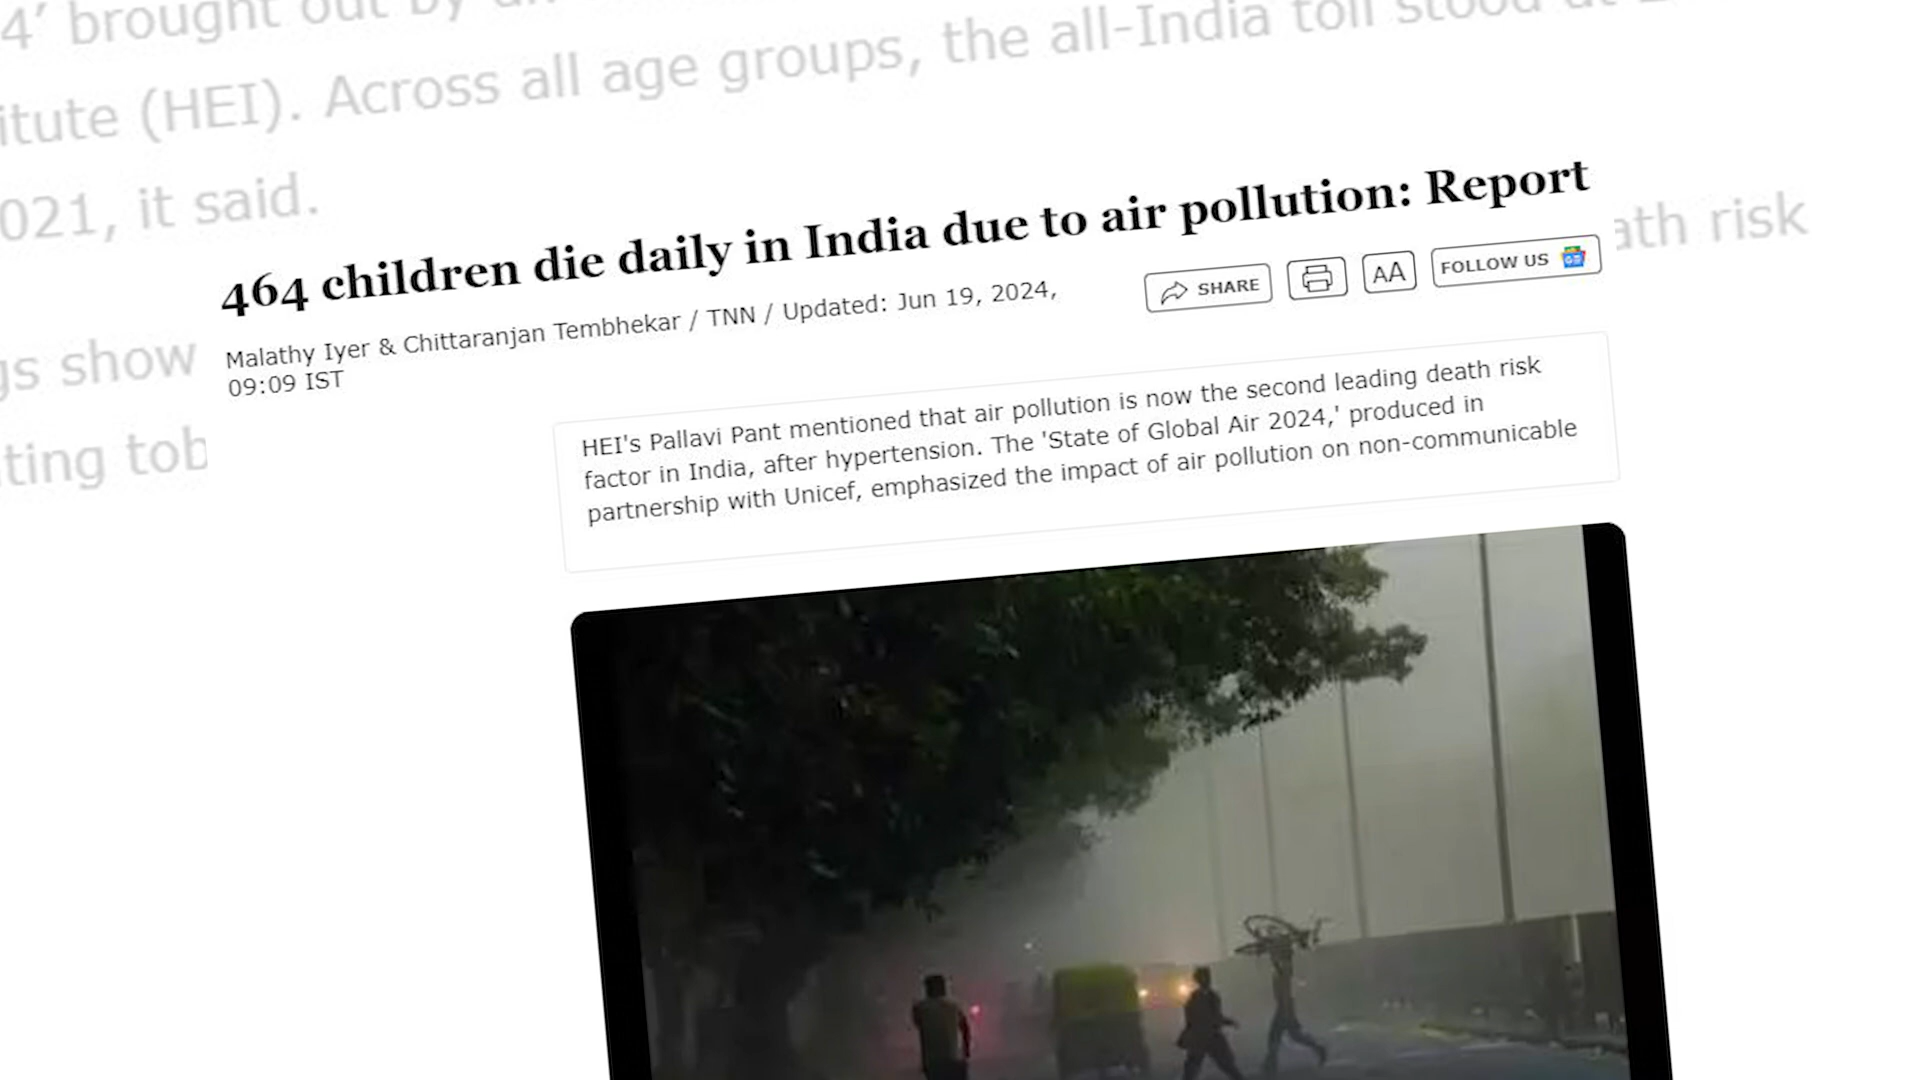 4’ brought out by
itute (HEI). Across all age groups, the all-India toll stood at
021, it said.
464 children die daily in India due to air pollution: Report
Malathy Iyer & Chittaranjan Tembhekar / TNN / Updated: Jun 19, 2024,
09:09 IST
SHARE
AA
FOLLOW US
ath risk
gs show
ting tob
HEI's Pallavi Pant mentioned that air pollution is now the second leading death risk
factor in India, after hypertension. The 'State of Global Air 2024,' produced in
partnership with Unicef, emphasized the impact of air pollution on non-communicable